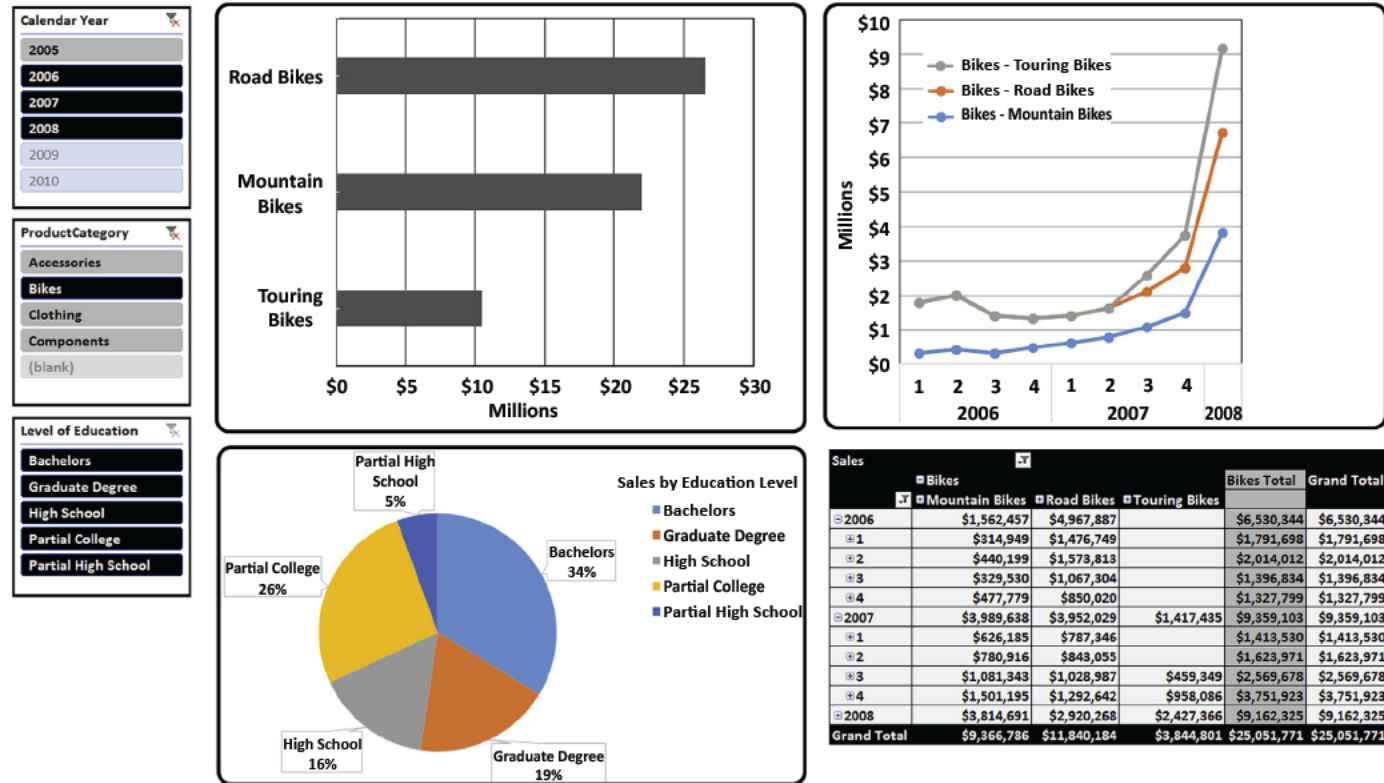 Calendar Year
2005
2006
2007
2008
2009
2010
ProductCategory
Accessories
Bikes
Clothing
Components
(blank)
Level of Education
Bachelors
Graduate Degree
High School
Partial College
Partial High School
Road Bikes
Mountain
Bikes
Touring
Bikes
$0 $5 $10 $15 $20 $25 $30
Millions
$10
$9
$8
$7
$6
$5
$4
$3
$2
$1
$0
Millions
Bikes - Touring Bikes
Bikes - Road Bikes
Bikes - Mountain Bikes
1 2 3 4 1 2 3 4
2006 2007 2008
Partial High
School
5%
Partial College
26%
High School
16%
Graduate Degree
19%
Bachelors
34%
Sales by Education Level
Bachelors
Graduate Degree
High School
Partial College
Partial High School
Sales
Bikes Bikes Total Grand Total
Mountain Bikes Road Bikes Touring Bikes
2006 $1,562,457 $4,967,887 $6,530,344 $6,530,344
1 $314,949 $1,476,749 $1,791,698 $1,791,698
2 $440,199 $1,573,813 $2,014,012 $2,014,012
3 $329,530 $1,067,304 $1,396,834 $1,396,834
4 $477,779 $850,020 $1,327,799 $1,327,799
2007 $3,989,638 $3,952,029 $1,417,435 $9,359,103 $9,359,103
1 $626,185 $787,346 $1,413,530 $1,413,530
2 $780,916 $843,055 $1,623,971 $1,623,971
3 $1,081,343 $1,028,987 $459,349 $2,569,678 $2,569,678
4 $1,501,195 $1,292,642 $958,086 $3,751,923 $3,751,923
2008 $3,814,691 $2,920,268 $2,427,366 $9,162,325 $9,162,325
Grand Total $9,366,786 $11,840,184 $3,844,801 $25,051,771 $25,051,771